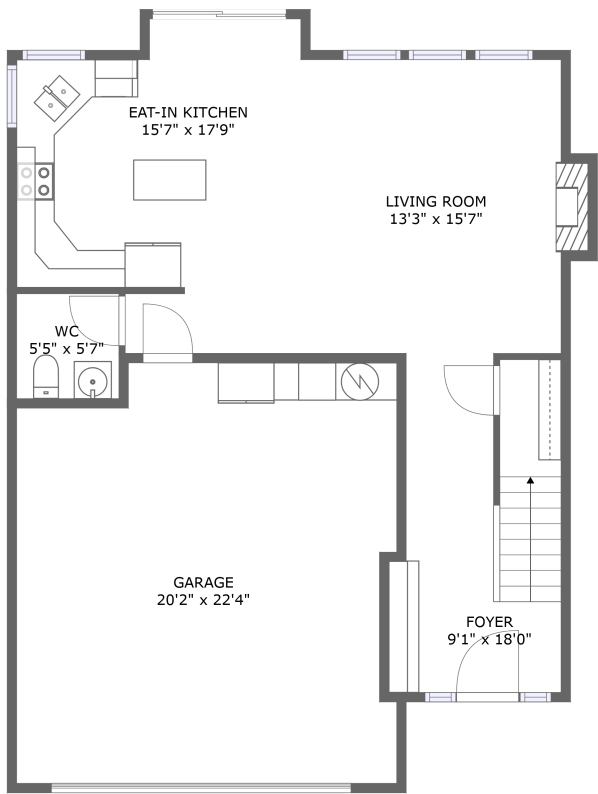 EAT-IN KITCHEN
15'7" x 17'9"
LIVING ROOM
13'3" x 15'7"
WC
5'5" x 5'7"
GARAGE
20'2" x 22'4"
FOYER
9'1" x 18'0"